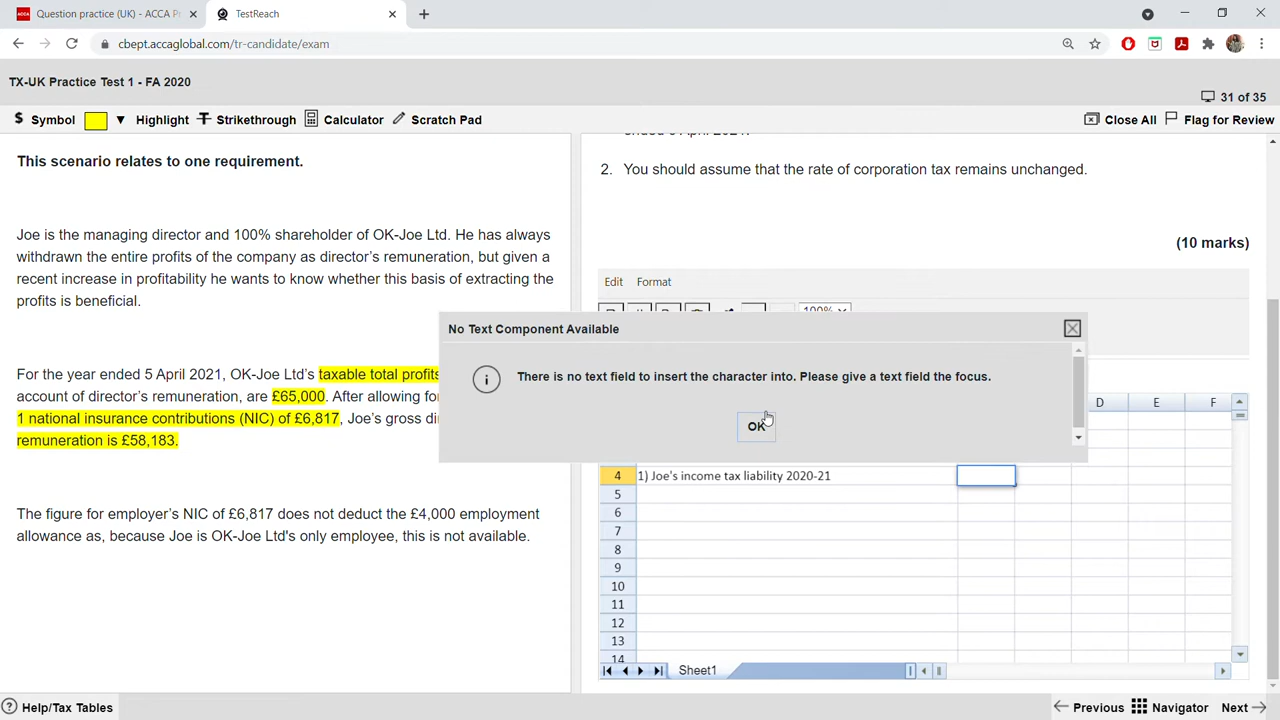 Question practice (UK) - ACCA Pr
TestReach
cbept.accaglobal.com/tr-candidate/exam
TX-UK Practice Test 1 - FA 2020
31 of 35
$ Symbol Highlight Strikethrough Calculator Scratch Pad Close All Flag for Review
This scenario relates to one requirement.
Joe is the managing director and 100% shareholder of OK-Joe Ltd. He has always
withdrawn the entire profits of the company as director's remuneration, but given a
recent increase in profitability he wants to know whether this basis of extracting the
profits is beneficial.
For the year ended 5 April 2021, OK-Joe Ltd's taxable total profits
account of director's remuneration, are £65,000. After allowing for
1 national insurance contributions (NIC) of £6,817, Joe's gross di
remuneration is £58,183.
The figure for employer's NIC of £6,817 does not deduct the £4,000 employment
allowance as, because Joe is OK-Joe Ltd's only employee, this is not available.
2. You should assume that the rate of corporation tax remains unchanged.
(10 marks)
Edit Format
100%
No Text Component Available
There is no text field to insert the character into. Please give a text field the focus.
OK
D E F
4 1) Joe's income tax liability 2020-21
5
6
7
8
9
10
11
12
13
14
Sheet1
Help/Tax Tables
Previous Navigator Next